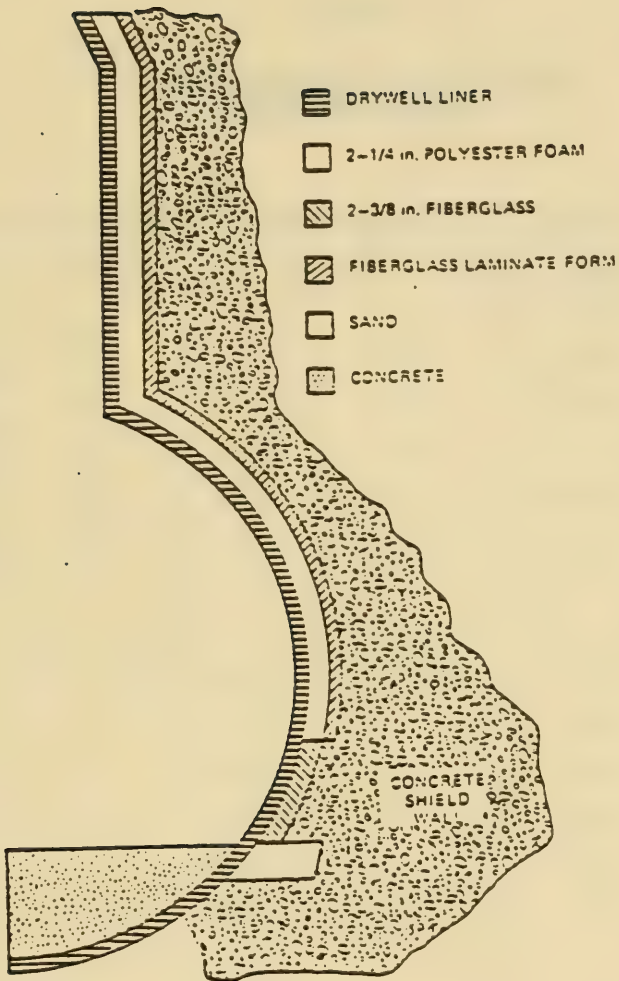 DRYWELL LINER
2-1/4 in. POLYESTER FOAM
2-3/8 in. FIBERGLASS
FIBERGLASS LAMINATE FORM
SAND
CONCRETE
CONCRETE
SHIELD
WALL